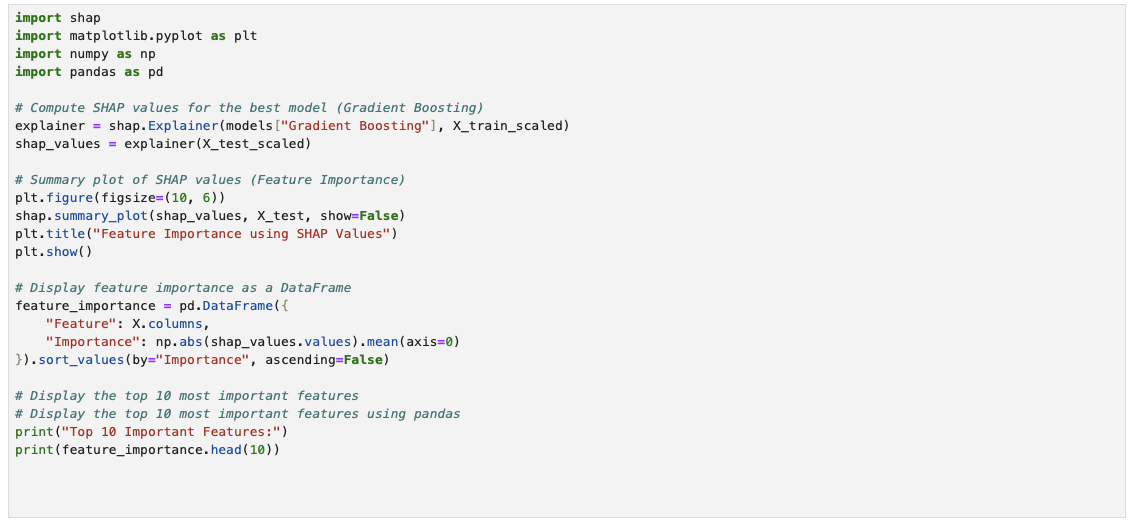 import shap
import matplotlib.pyplot as plt
import numpy as np
import pandas as pd

# Compute SHAP values for the best model (Gradient Boosting)
explainer = shap.Explainer(models["Gradient Boosting"], X_train_scaled)
shap_values = explainer(X_test_scaled)

# Summary plot of SHAP values (Feature Importance)
plt.figure(figsize=(10, 6))
shap.summary_plot(shap_values, X_test, show=False)
plt.title("Feature Importance using SHAP Values")
plt.show()

# Display feature importance as a DataFrame
feature_importance = pd.DataFrame({
    "Feature": X.columns,
    "Importance": np.abs(shap_values.values).mean(axis=0)
}).sort_values(by="Importance", ascending=False)

# Display the top 10 most important features
# Display the top 10 most important features using pandas
print("Top 10 Important Features:")
print(feature_importance.head(10))